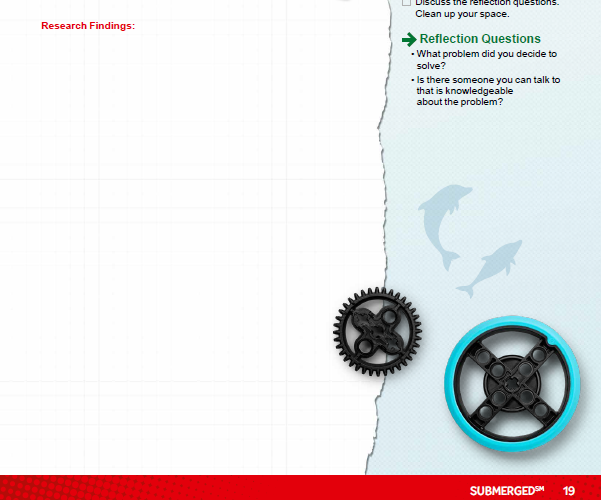 Research Findings:
Discuss the reflection questions.
Clean up your space.
Reflection Questions
• What problem did you decide to
solve?
• Is there someone you can talk to
that is knowledgeable
about the problem?
SUBMERGED℠ 19